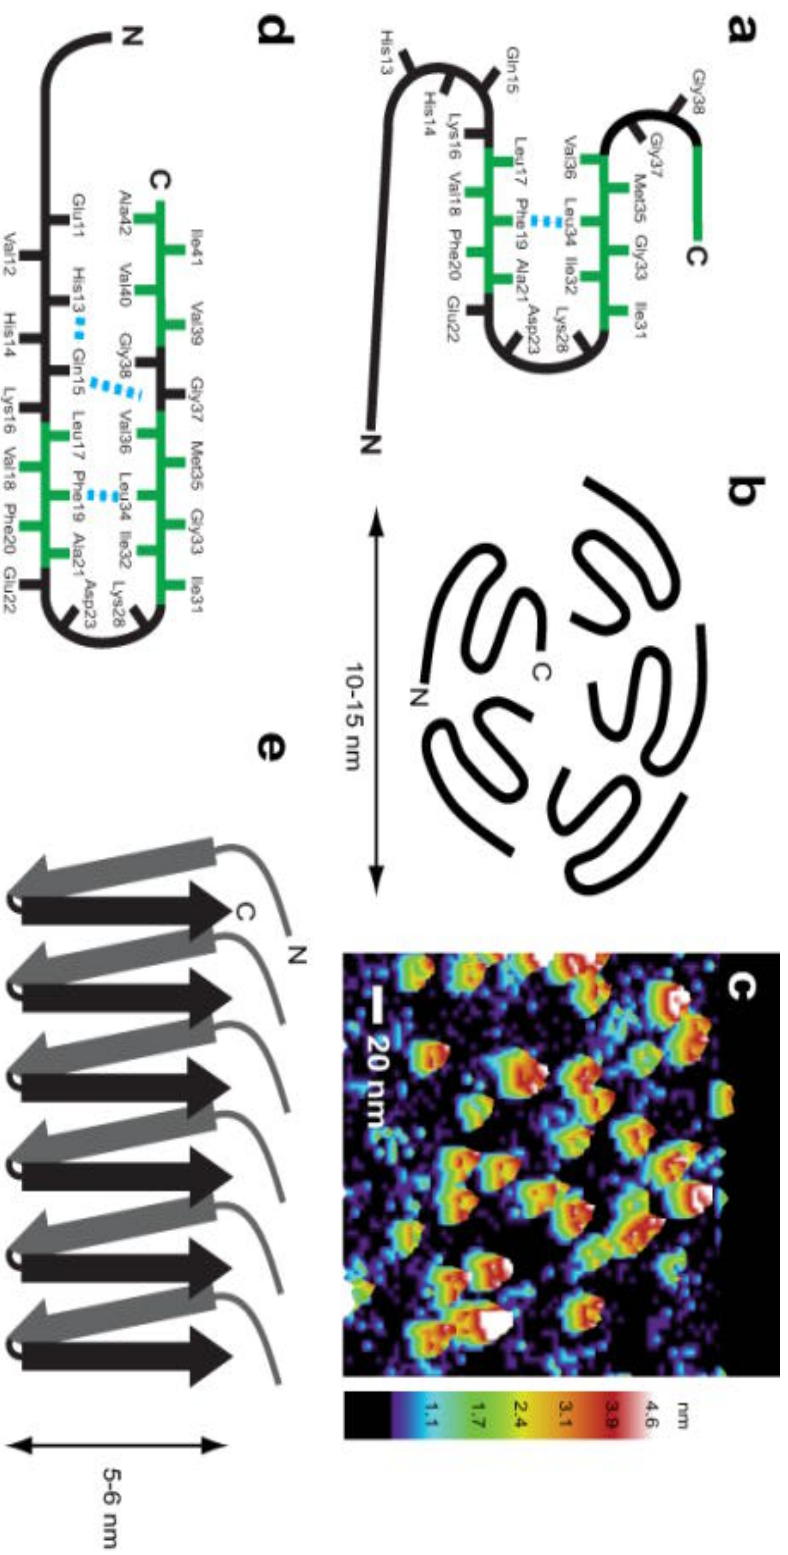 a
Gly38
Gly37
C
Val36
Met35
Leu34
Gly33
Ile32
Ile31
Lys28
Gln15
His13
His14
Lys16
Leu17
Val18
Phe19
Phe20
Ala21
Glu22
Asp23
N
b
C
N
10-15 nm
c
20 nm
nm
4.6
3.9
3.1
2.4
1.7
1.1
d
N
C
Ile41
Val39
Gly37
Met35
Gly33
Ile31
Ala42
Val40
Gly38
Val36
Leu34
Ile32
Lys28
Glu11
His13
Gln15
Leu17
Phe19
Ala21
Asp23
Val12
His14
Lys16
Val18
Phe20
Glu22
e
N
C
5-6 nm